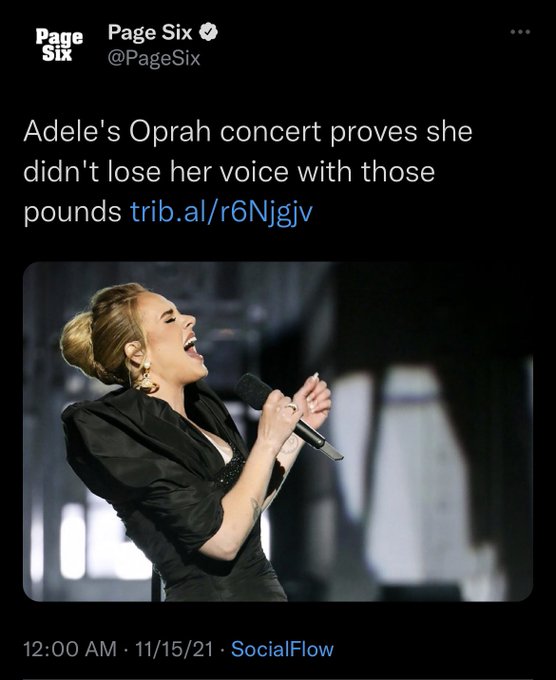 Page
Six
Page Six
@PageSix
Adele's Oprah concert proves she
didn't lose her voice with those
pounds trib.al/r6Njgjv
12:00 AM · 11/15/21 · SocialFlow